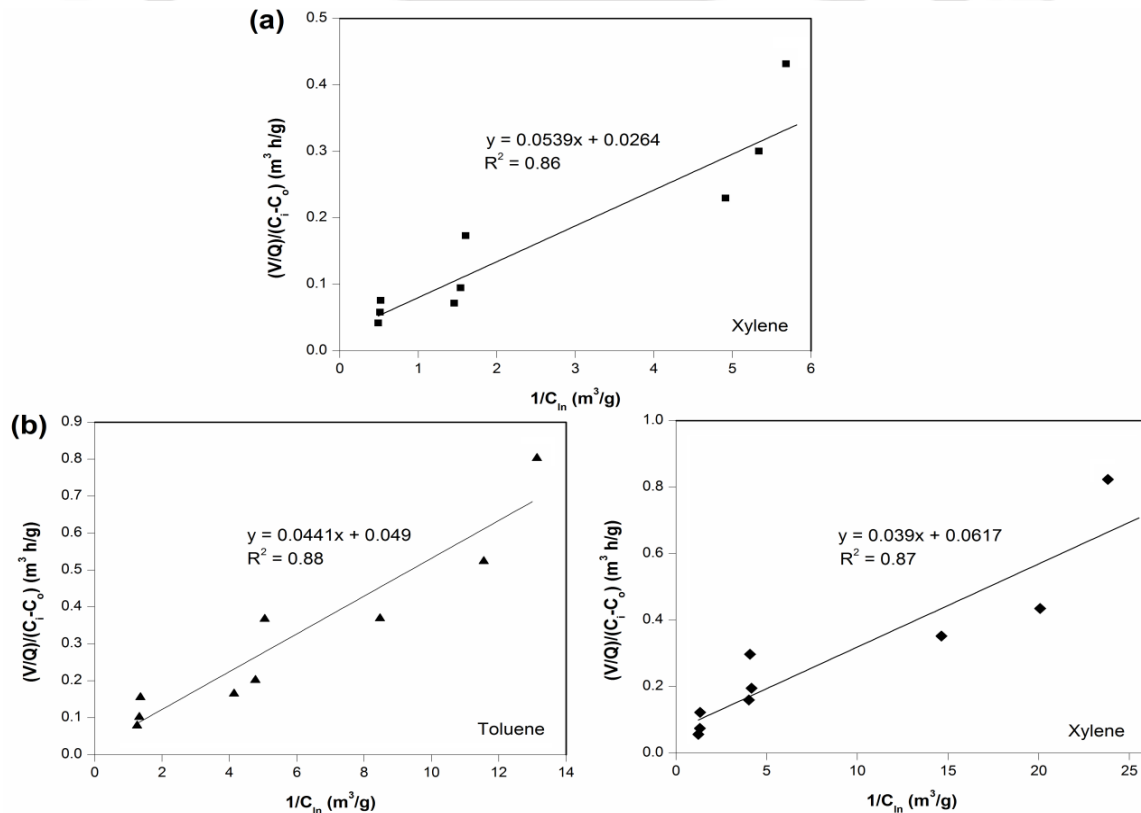 (a)
0.5
0.4
0.3
0.2
0.1
0.0
(V/Q)/(Cᵢ-Cₒ) (m³ h/g)
y = 0.0539x + 0.0264
R² = 0.86
Xylene
0 1 2 3 4 5 6
1/Cₗₙ (m³/g)
(b)
0.9
0.8
0.7
0.6
0.5
0.4
0.3
0.2
0.1
0.0
(V/Q)/(Cᵢ-Cₒ) (m³ h/g)
y = 0.0441x + 0.049
R² = 0.88
Toluene
0 2 4 6 8 10 12 14
1/Cₗₙ (m³/g)
1.0
0.8
0.6
0.4
0.2
0.0
(V/Q)/(Cᵢ-Cₒ) (m³ h/g)
y = 0.039x + 0.0617
R² = 0.87
Xylene
0 5 10 15 20 25
1/Cₗₙ (m³/g)